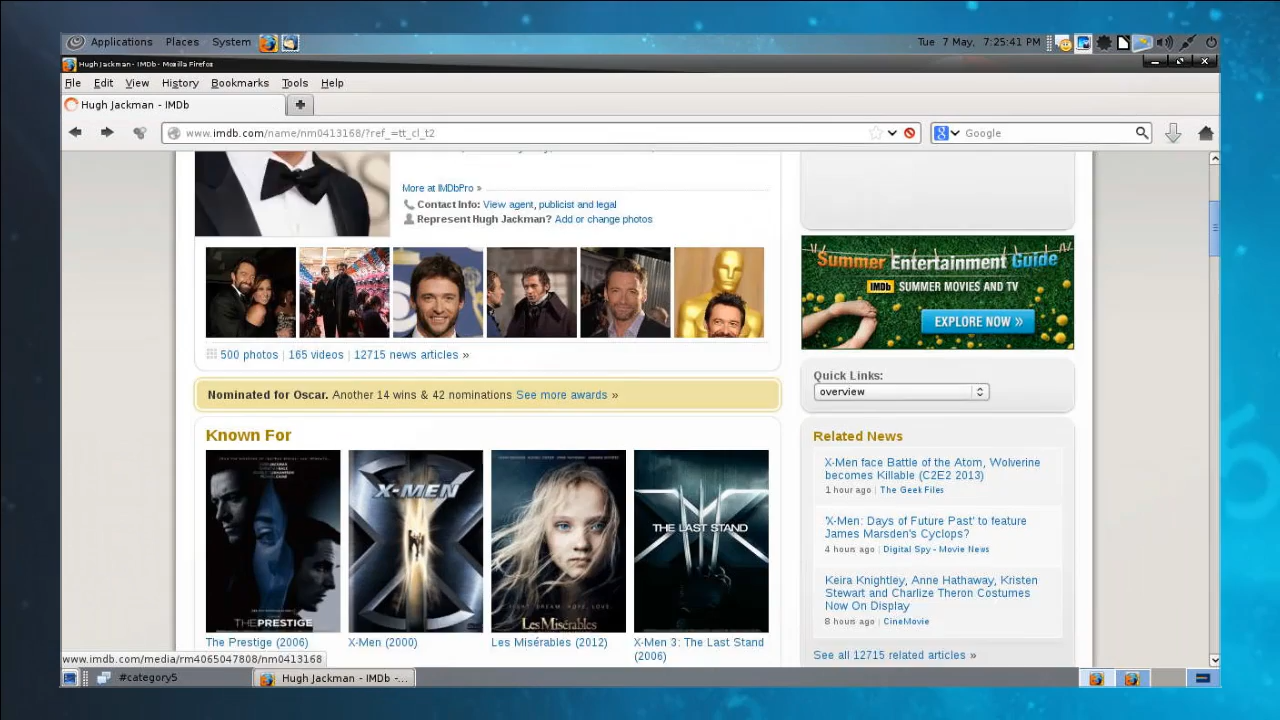 Applications Places System
Tue 7 May, 7:25:41 PM
Hugh Jackman - IMDb - Mozilla Firefox
File Edit View History Bookmarks Tools Help
Hugh Jackman - IMDb
www.imdb.com/name/nm0413168/?ref_=tt_cl_t2
Google
More at IMDbPro »
Contact Info: View agent, publicist and legal
Represent Hugh Jackman? Add or change photos
500 photos | 165 videos | 12715 news articles »
Nominated for Oscar. Another 14 wins & 42 nominations See more awards »
Known For
THE PRESTIGE
X-MEN
FIGHT. DREAM. HOPE. LOVE.
Les Misérables
THE LAST STAND
The Prestige (2006)
X-Men (2000)
Les Misérables (2012)
X-Men 3: The Last Stand
(2006)
Summer Entertainment Guide
IMDb SUMMER MOVIES AND TV
EXPLORE NOW »
Quick Links:
overview
Related News
X-Men face Battle of the Atom, Wolverine
becomes Killable (C2E2 2013)
1 hour ago | The Geek Files
'X-Men: Days of Future Past' to feature
James Marsden's Cyclops?
4 hours ago | Digital Spy - Movie News
Keira Knightley, Anne Hathaway, Kristen
Stewart and Charlize Theron Costumes
Now On Display
8 hours ago | CineMovie
See all 12715 related articles »
www.imdb.com/media/rm4065047808/nm0413168
#category5
Hugh Jackman - IMDb -...